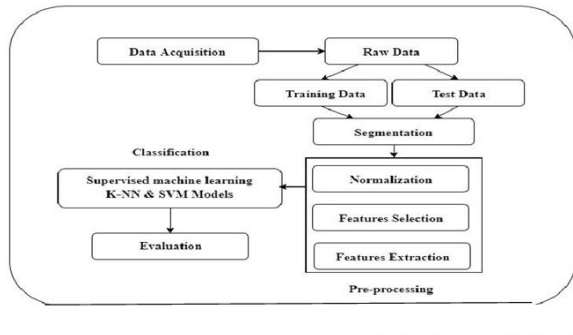 Data Acquisition
Raw Data
Training Data
Test Data
Segmentation
Classification
Supervised machine learning
K-NN & SVM Models
Normalization
Features Selection
Evaluation
Features Extraction
Pre-processing